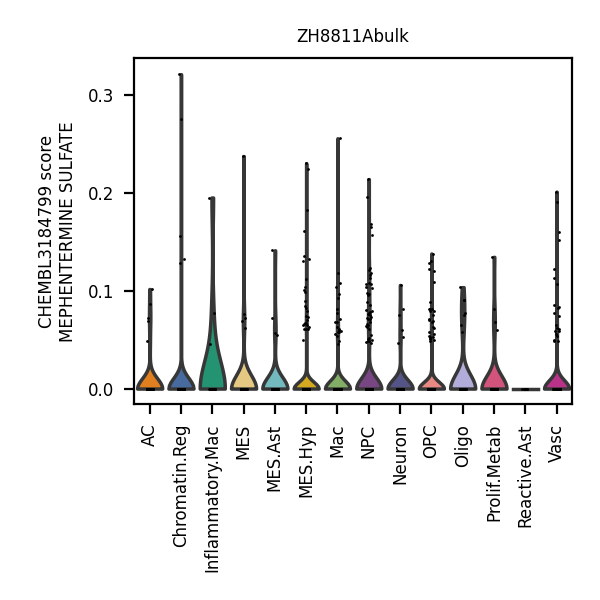 ZH8811Abulk
CHEMBL3184799 score
MEPHENTERMINE SULFATE
0.3
0.2
0.1
0.0
AC
Chromatin.Reg
Inflammatory.Mac
MES
MES.Ast
MES.Hyp
Mac
NPC
Neuron
OPC
Oligo
Prolif.Metab
Reactive.Ast
Vasc